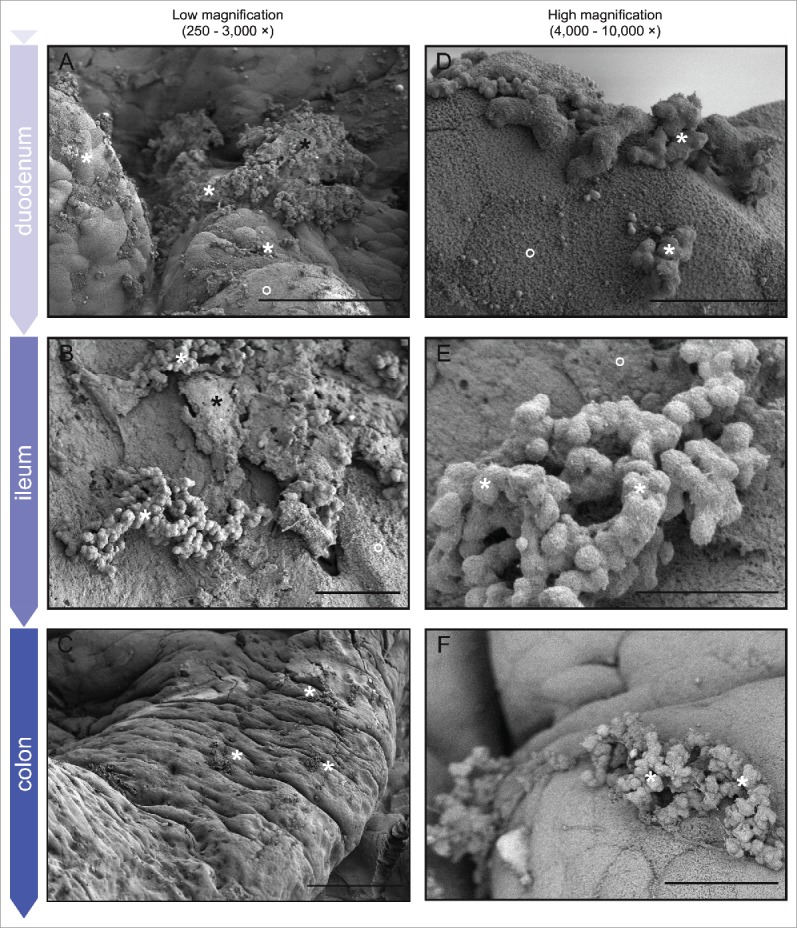 Low magnification
(250 - 3,000 ×)
High magnification
(4,000 - 10,000 ×)
duodenum
A
*
*
*
*
D
*
*
ileum
B
*
*
*
E
*
*
colon
C
*
*
*
F
*
*